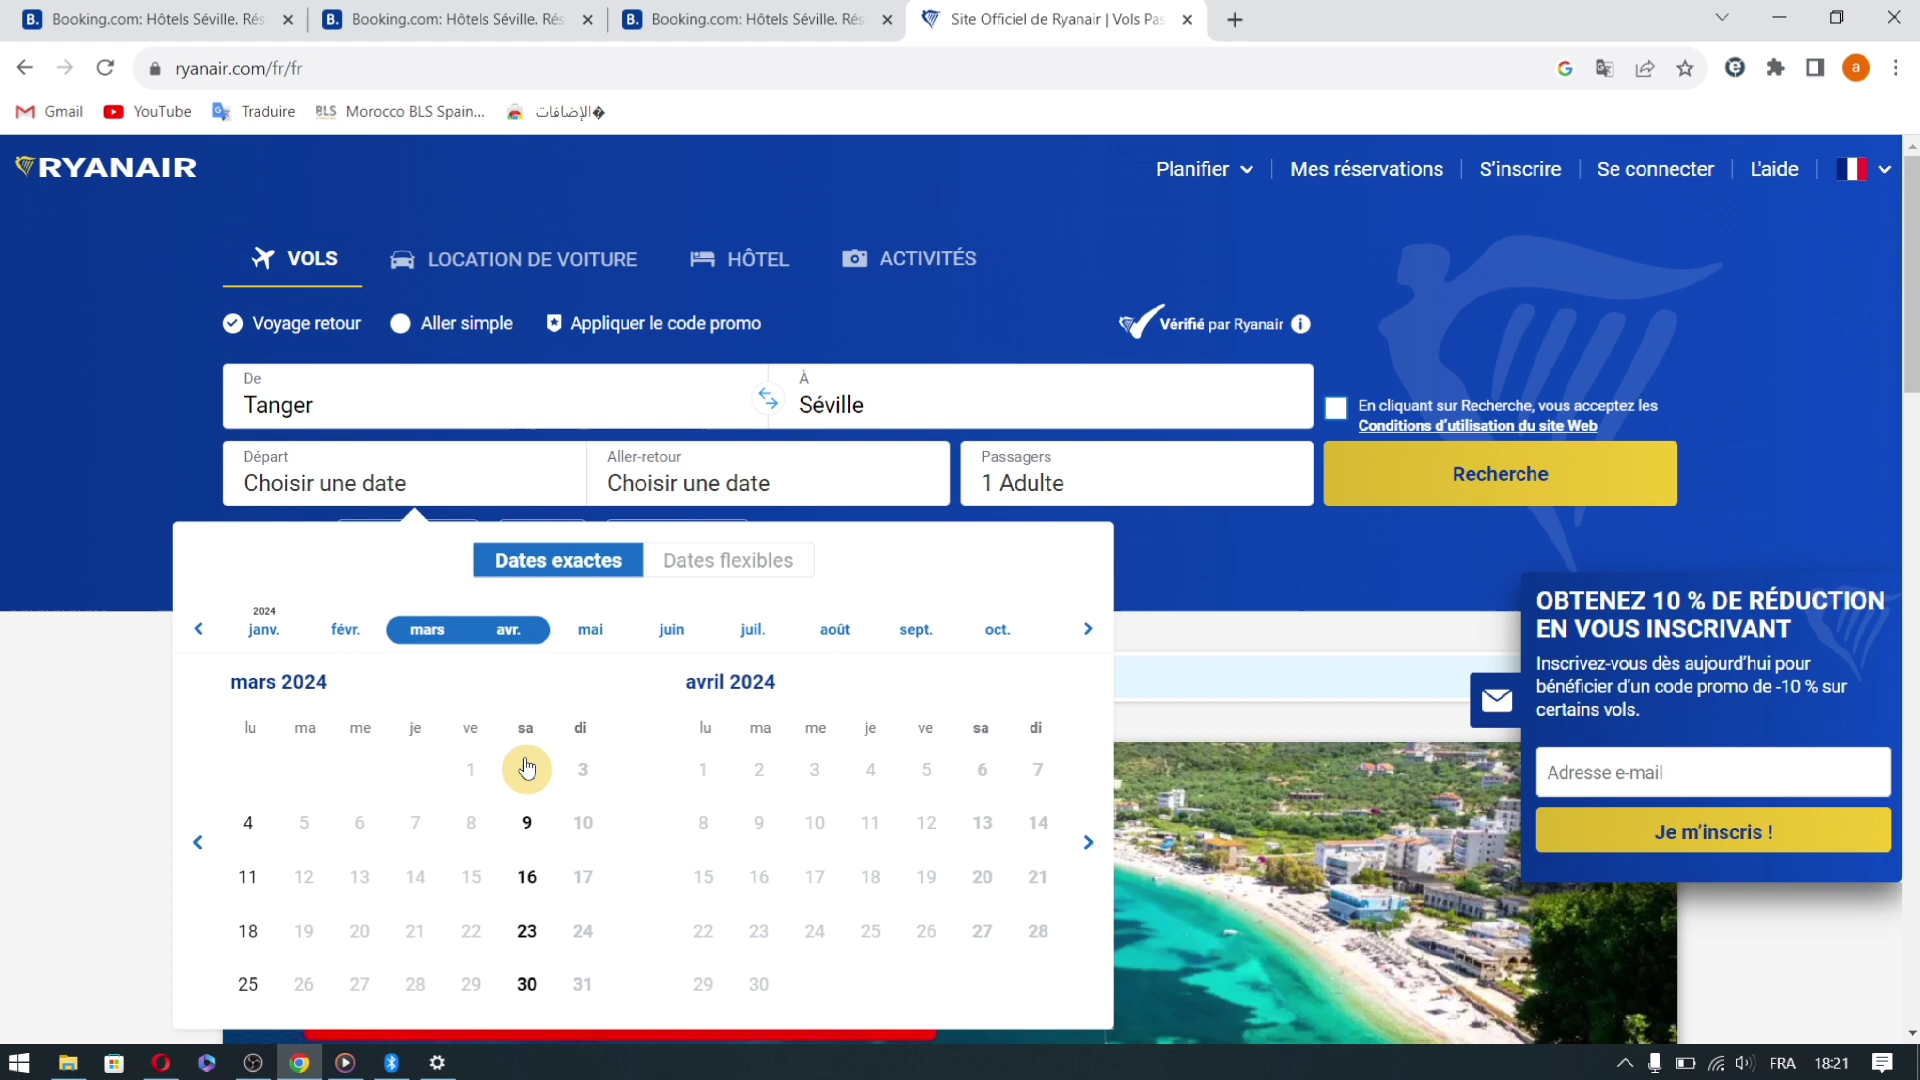 Booking.com: Hôtels Séville. Rés
Booking.com: Hôtels Séville. Rés
Booking.com: Hôtels Séville. Rés
Site Officiel de Ryanair | Vols Pas
ryanair.com/fr/fr
Gmail
YouTube
Traduire
BLS Morocco BLS Spain...
الإضافات
RYANAIR
Planifier
Mes réservations
S'inscrire
Se connecter
L'aide
VOLS
LOCATION DE VOITURE
HÔTEL
ACTIVITÉS
Voyage retour
Aller simple
Appliquer le code promo
Vérifié par Ryanair
De
Tanger
À
Séville
En cliquant sur Recherche, vous acceptez les
Conditions d'utilisation du site Web
Départ
Choisir une date
Aller-retour
Choisir une date
Passagers
1 Adulte
Recherche
Dates exactes
Dates flexibles
2024
janv. févr. mars avr. mai juin juil. août sept. oct.
mars 2024
lu ma me je ve sa di
1 3
4 5 6 7 8 9 10
11 12 13 14 15 16 17
18 19 20 21 22 23 24
25 26 27 28 29 30 31
avril 2024
lu ma me je ve sa di
1 2 3 4 5 6 7
8 9 10 11 12 13 14
15 16 17 18 19 20 21
22 23 24 25 26 27 28
29 30
OBTENEZ 10 % DE RÉDUCTION
EN VOUS INSCRIVANT
Inscrivez-vous dès aujourd'hui pour
bénéficier d'un code promo de -10 % sur
certains vols.
Adresse e-mail
Je m'inscris !
FRA
18:21